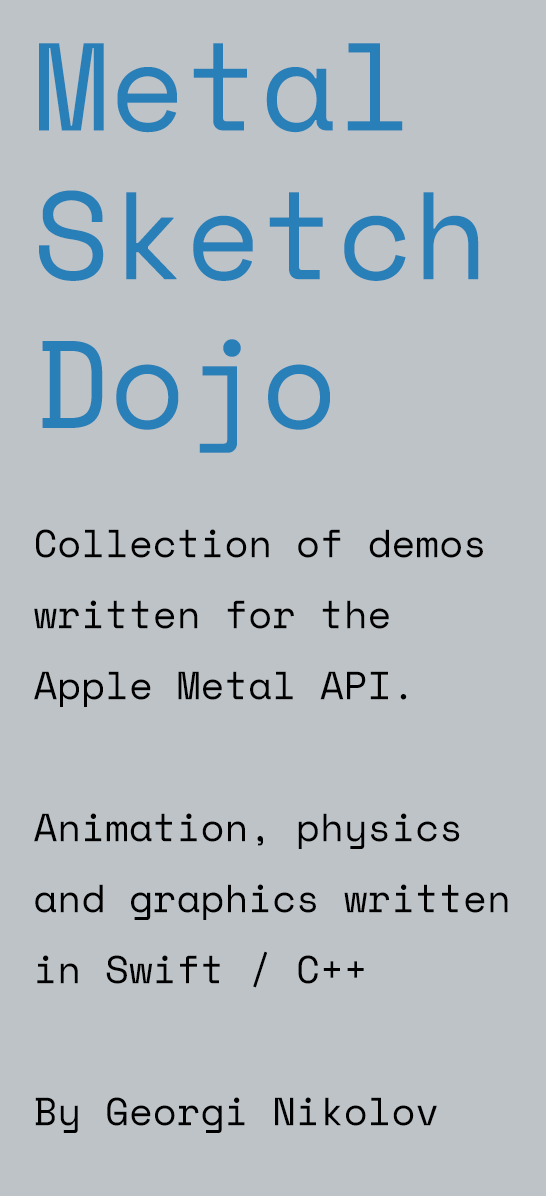 Metal
Sketch
Dojo
Collection of demos
written for the
Apple Metal API.
Animation, physics
and graphics written
in Swift / C++
By Georgi Nikolov